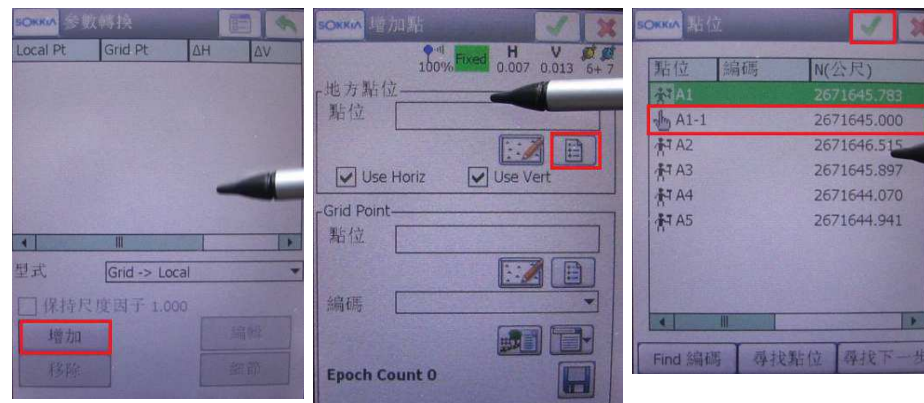 SOKKIA 參數轉換
Local Pt Grid Pt ΔH ΔV
型式 Grid -> Local
保持尺度因子 1.000
增加 編輯
移除 細節
SOKKIA 增加點
100% Fixed H 0.007 V 0.013 6+ 7
地方點位
點位
Use Horiz Use Vert
Grid Point
點位
編碼
Epoch Count 0
SOKKIA 點位
點位 編碼 N(公尺)
A1 2671645.783
A1-1 2671645.000
A2 2671646.515
A3 2671645.897
A4 2671644.070
A5 2671644.941
Find 編碼 尋找點位 尋找下一步